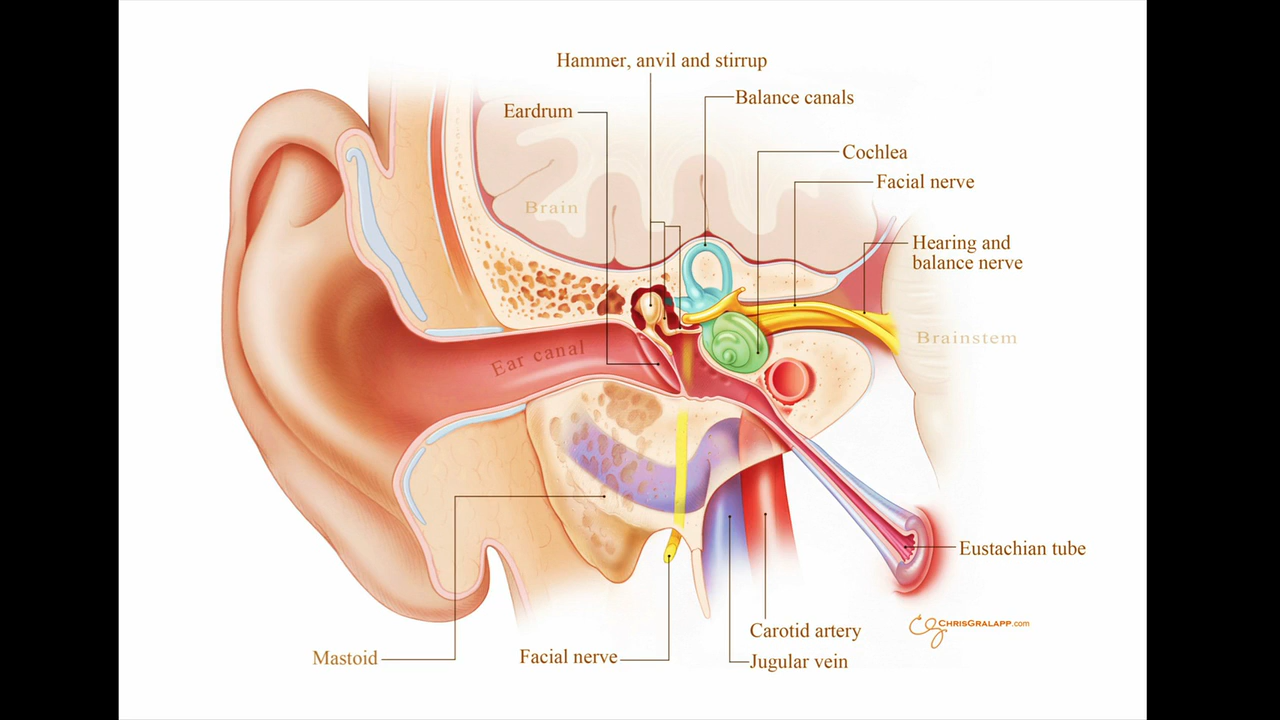 Hammer, anvil and stirrup
Balance canals
Eardrum
Cochlea
Facial nerve
Brain
Hearing and
balance nerve
Brainstem
Ear canal
Eustachian tube
CHRISGRALAPP.com
Carotid artery
Mastoid
Facial nerve
Jugular vein